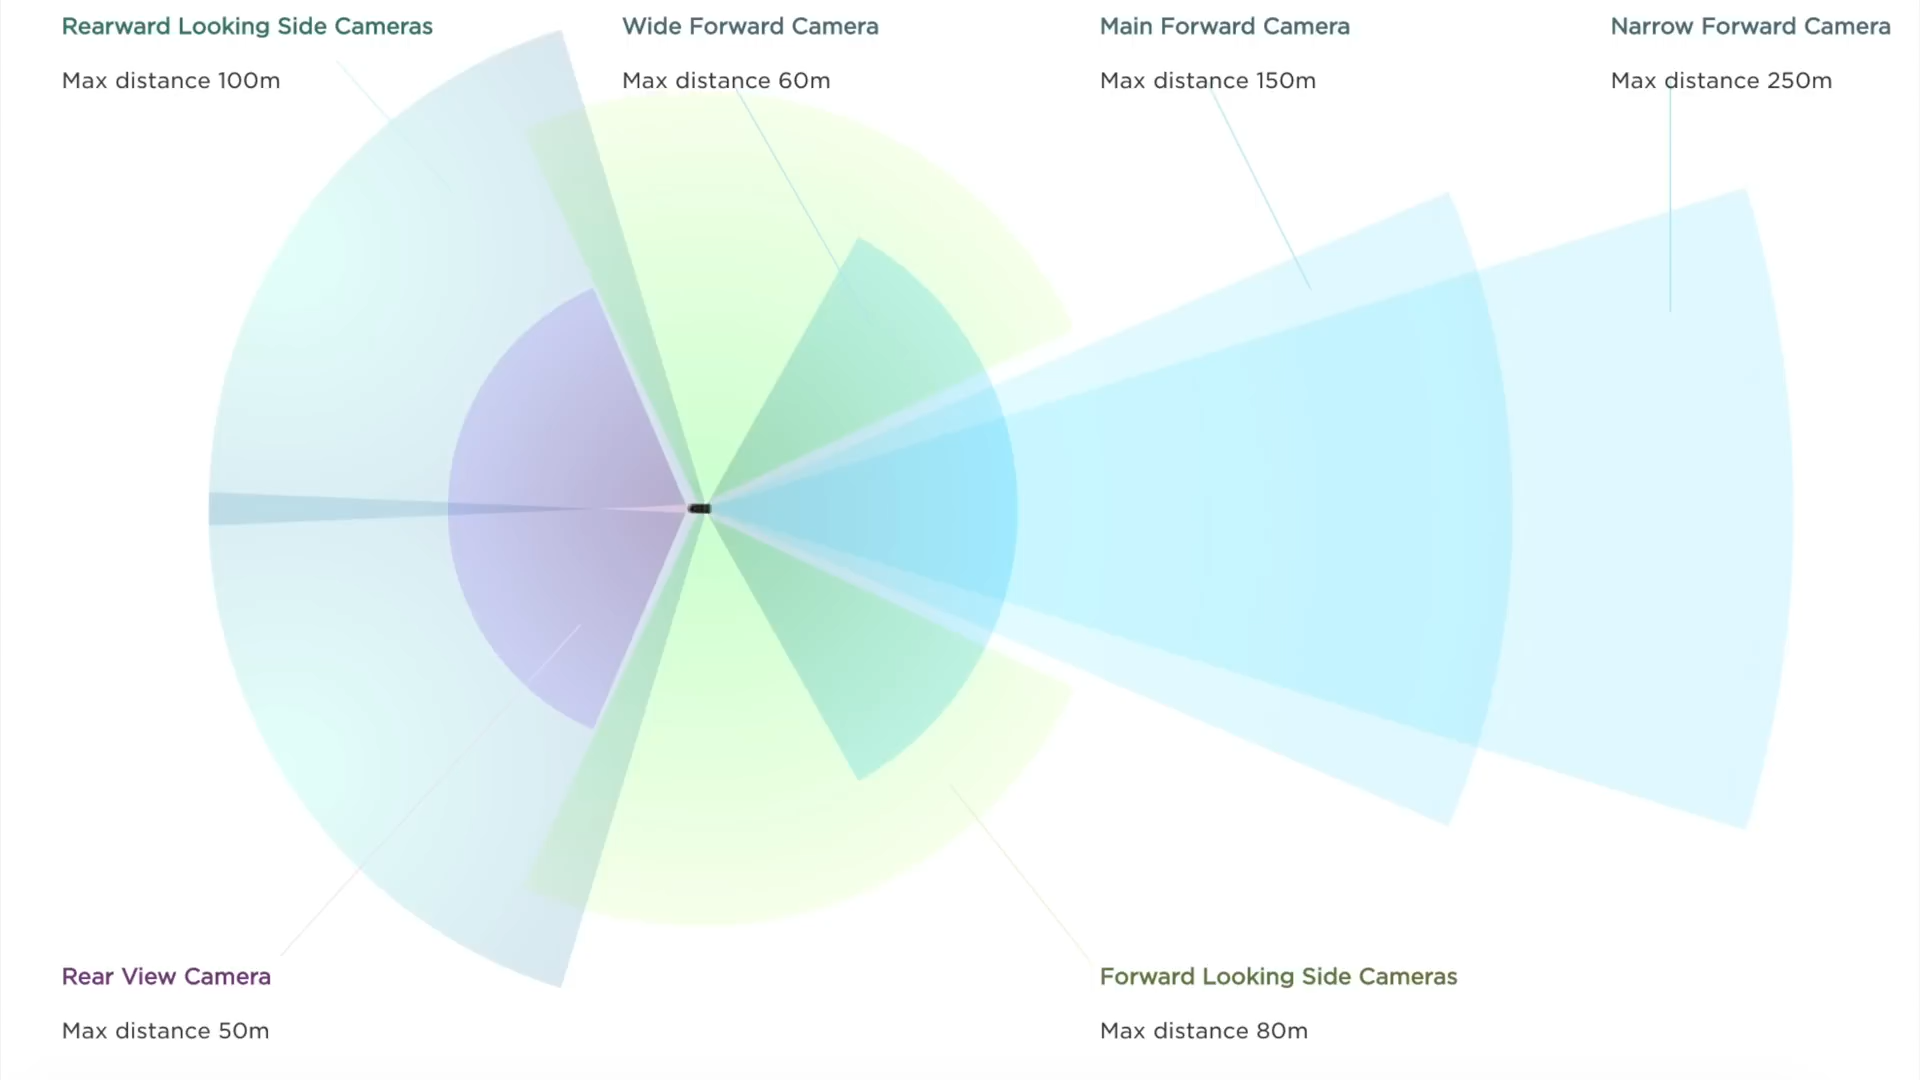 Rearward Looking Side Cameras
Max distance 100m
Wide Forward Camera
Max distance 60m
Main Forward Camera
Max distance 150m
Narrow Forward Camera
Max distance 250m
Rear View Camera
Max distance 50m
Forward Looking Side Cameras
Max distance 80m